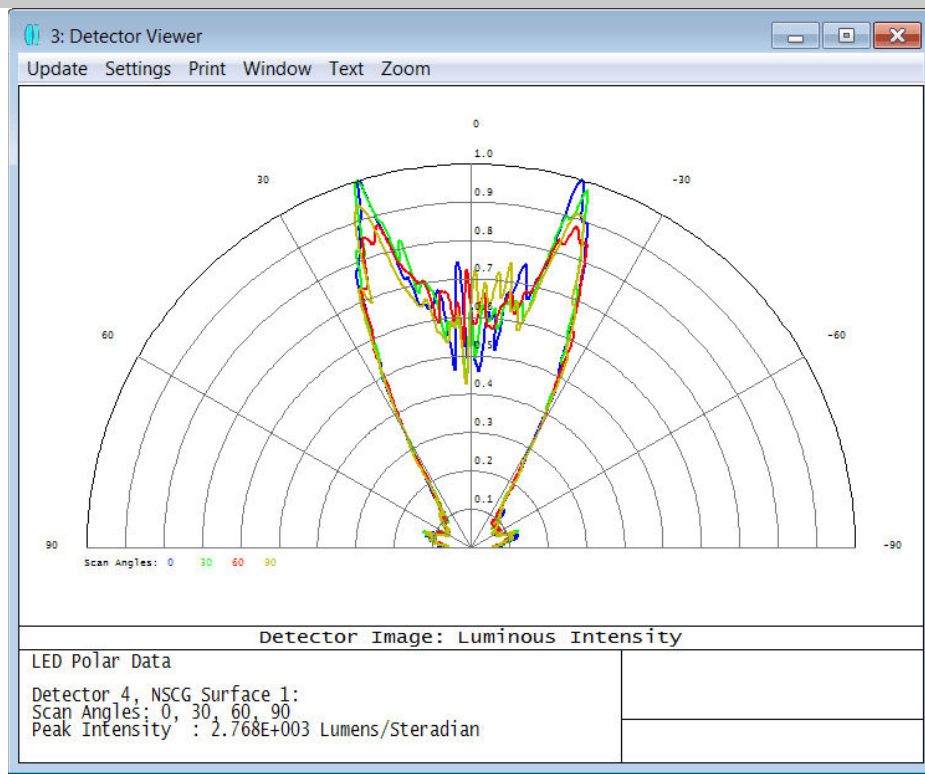 3: Detector Viewer
Update Settings Print Window Text Zoom
0
1.0
30
-30
0.9
0.8
0.7
60
-60
0.5
0.4
0.3
0.2
0.1
90
-90
Scan Angles: 0 30 60 90
Detector Image: Luminous Intensity
LED Polar Data
Detector 4, NSCG Surface 1:
Scan Angles: 0, 30, 60, 90
Peak Intensity : 2.768E+003 Lumens/Steradian